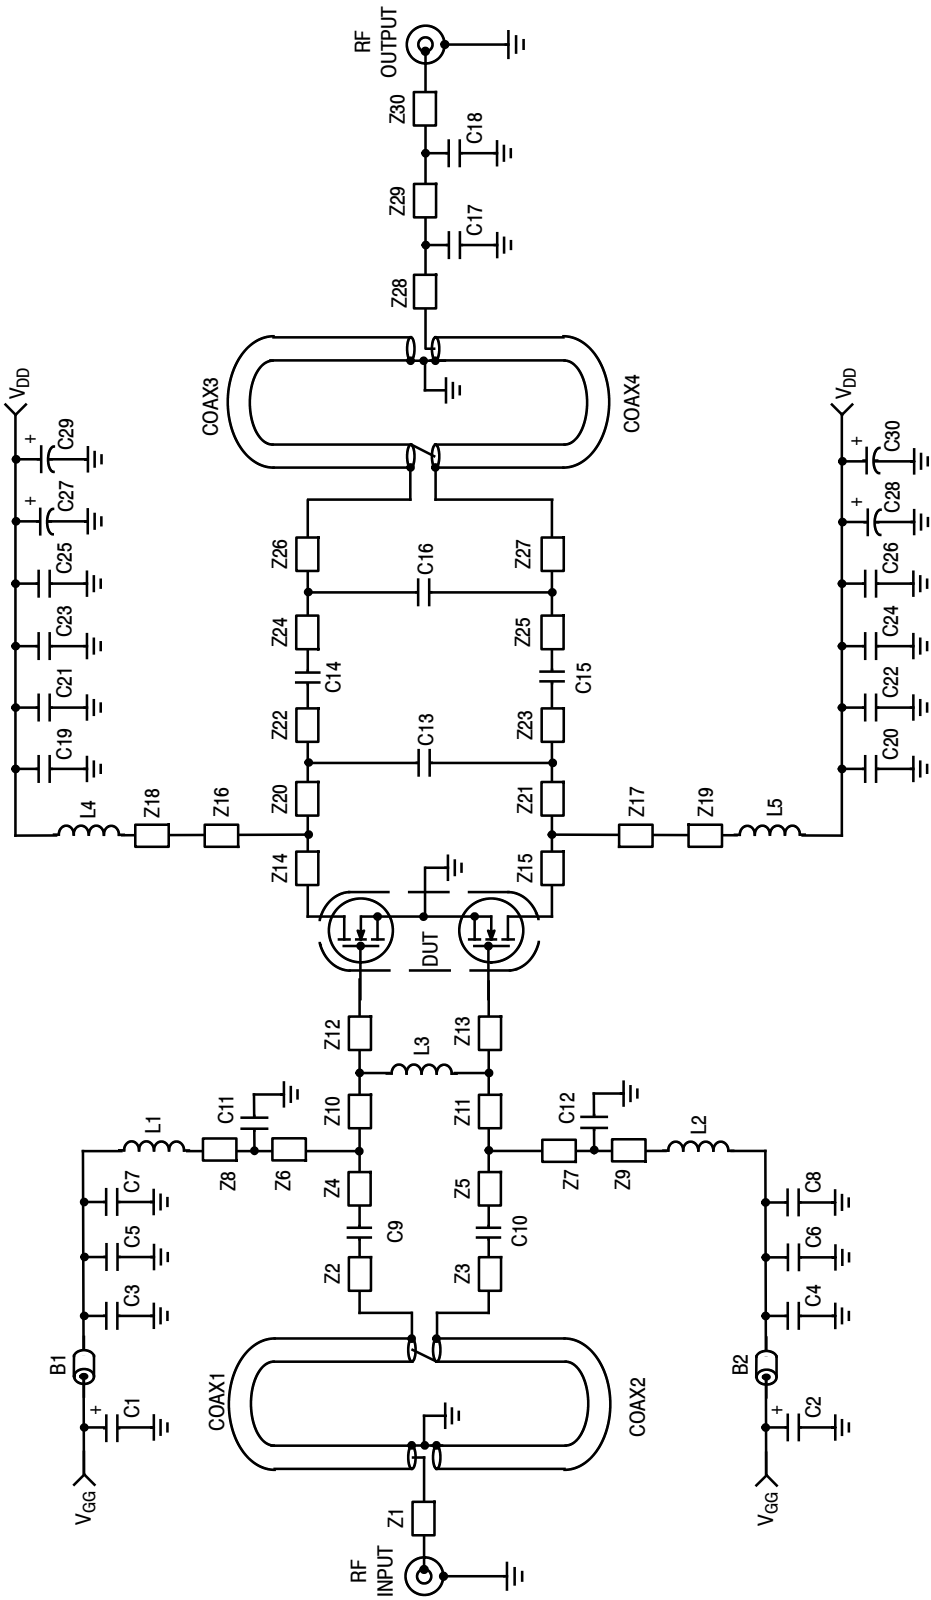 RF
INPUT
Z1
VGG
C1
+
B1
C3
C5
C7
L1
Z8
C11
Z6
COAX1
COAX2
Z2
C9
Z4
Z10
Z12
Z3
C10
Z5
Z11
Z13
L3
VGG
C2
+
B2
C4
C6
C8
L2
Z9
C12
Z7
DUT
Z14
Z20
Z22
C14
Z24
Z26
Z15
Z21
Z23
C15
Z25
Z27
C13
C16
Z16
Z18
L4
C19
C21
C23
C25
C27
+
C29
+
VDD
Z17
Z19
L5
C20
C22
C24
C26
C28
+
C30
+
VDD
COAX3
COAX4
Z28
C17
Z29
C18
Z30
RF
OUTPUT